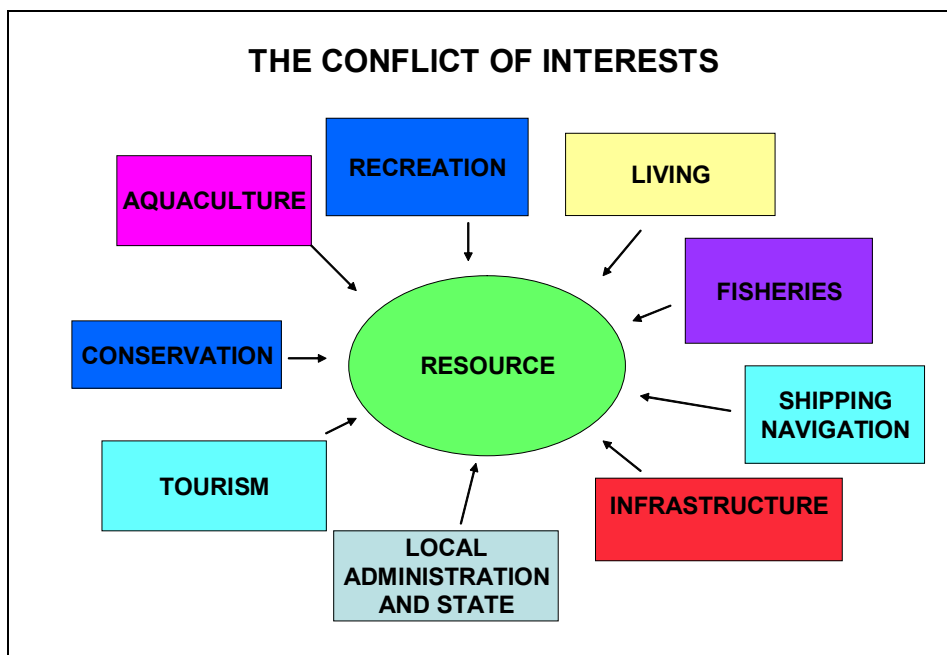 THE CONFLICT OF INTERESTS
RECREATION
LIVING
AQUACULTURE
FISHERIES
CONSERVATION
RESOURCE
SHIPPING
NAVIGATION
TOURISM
INFRASTRUCTURE
LOCAL
ADMINISTRATION
AND STATE